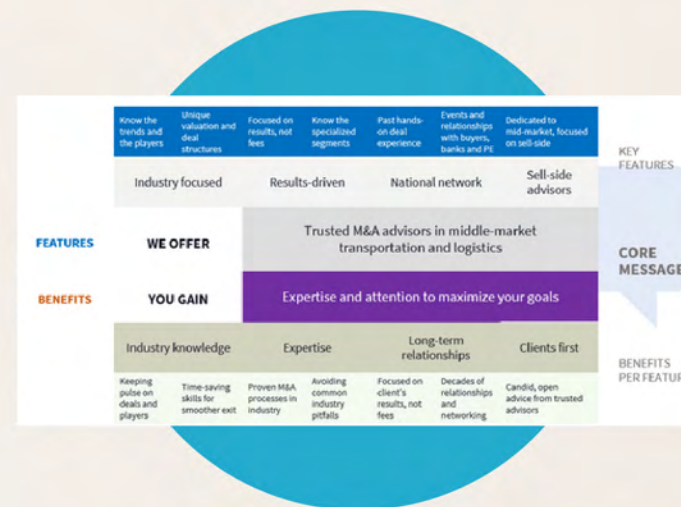 Know the
trends and
the players
Unique
valuation and
deal
structures
Focused on
results, not
fees
Know the
specialized
segments
Past hands-
on deal
experience
Events and
relationships
with buyers,
banks and PE
Dedicated to
mid-market, focused
on sell-side
KEY
FEATURES
Industry focused
Results-driven
National network
Sell-side
advisors
FEATURES
WE OFFER
Trusted M&A advisors in middle-market
transportation and logistics
CORE
MESSAGE
BENEFITS
YOU GAIN
Expertise and attention to maximize your goals
Industry knowledge
Expertise
Long-term
relationships
Clients first
BENEFITS
PER FEATUR
Keeping
pulse on
deals and
players
Time-saving
skills for
smoother exit
Proven M&A
processes in
industry
Avoiding
common
industry
pitfalls
Focused on
client's
results, not
fees
Decades of
relationships
and
networking
Candid, open
advice from trusted
advisors